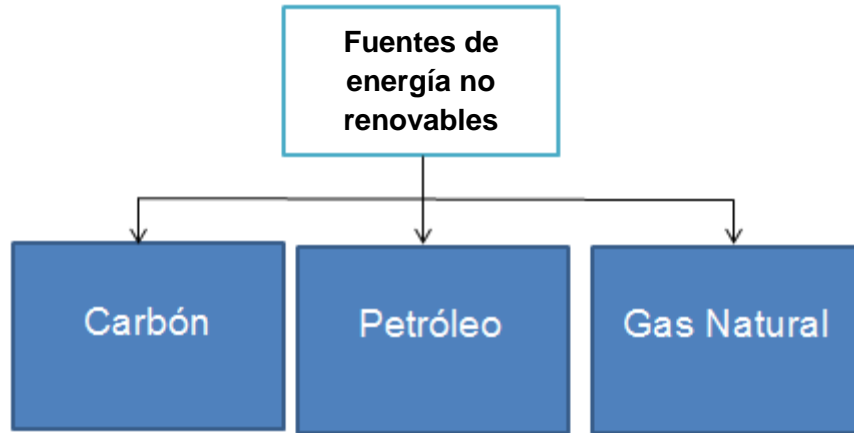 Fuentes de
energía no
renovables
Carbón
Petróleo
Gas Natural